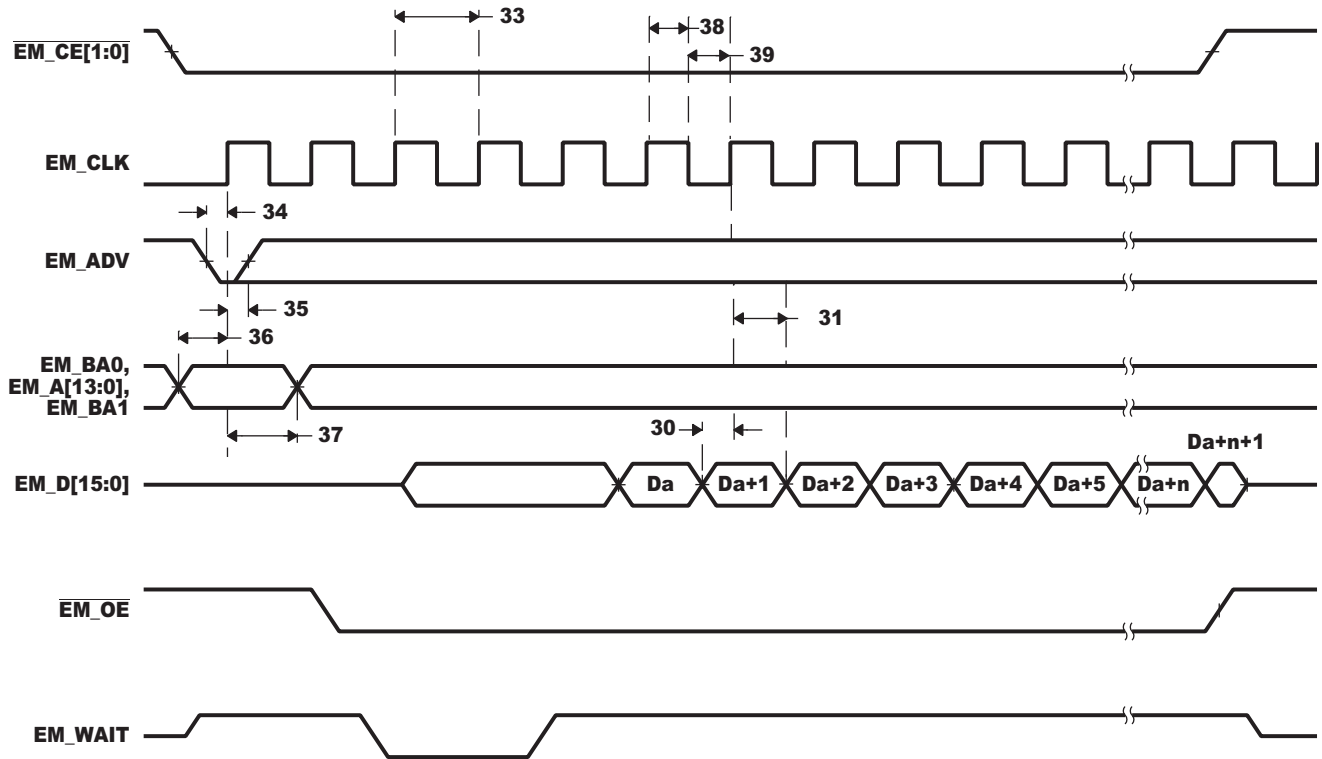 33
38
EM_CE[1:0]
39
EM_CLK
34
EM_ADV
35
31
36
EM_BA0,
EM_A[13:0],
EM_BA1
37
30
Da+n+1
EM_D[15:0]
Da
Da+1
Da+2
Da+3
Da+4
Da+5
Da+n
EM_OE
EM_WAIT